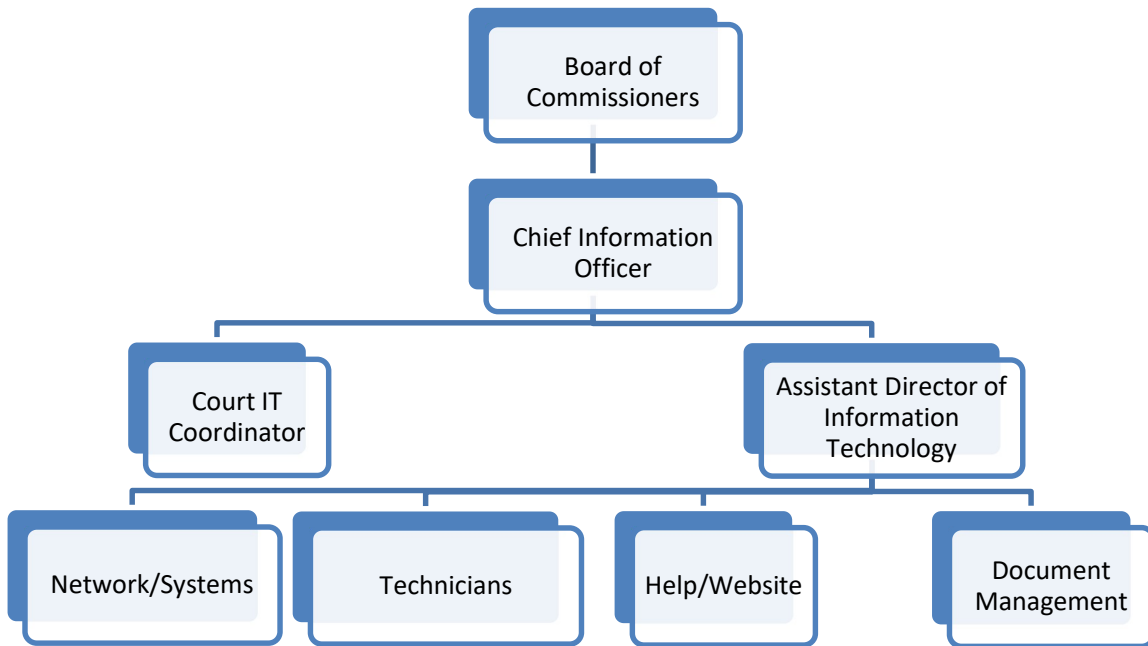 Board of
Commissioners
Chief Information
Officer
Court IT
Coordinator
Assistant Director of
Information
Technology
Network/Systems
Technicians
Help/Website
Document
Management